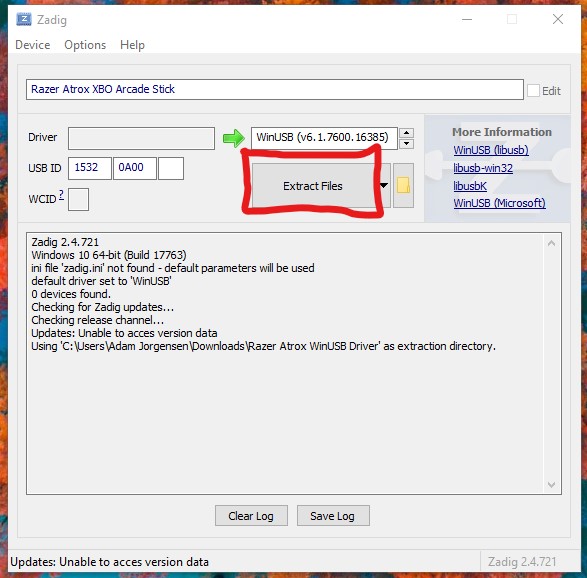 Zadig
Device Options Help
Razer Atrox XBO Arcade Stick
Edit
Driver
WinUSB (v6.1.7600.16385)
More Information
WinUSB (libusb)
libusb-win32
libusbK
WinUSB (Microsoft)
USB ID 1532 0A00
WCID ?
Extract Files
Zadig 2.4.721
Windows 10 64-bit (Build 17763)
ini file 'zadig.ini' not found - default parameters will be used
default driver set to 'WinUSB'
0 devices found.
Checking for Zadig updates...
Checking release channel...
Updates: Unable to acces version data
Using 'C:\Users\Adam Jorgensen\Downloads\Razer Atrox WinUSB Driver' as extraction directory.
Clear Log Save Log
Updates: Unable to acces version data Zadig 2.4.721